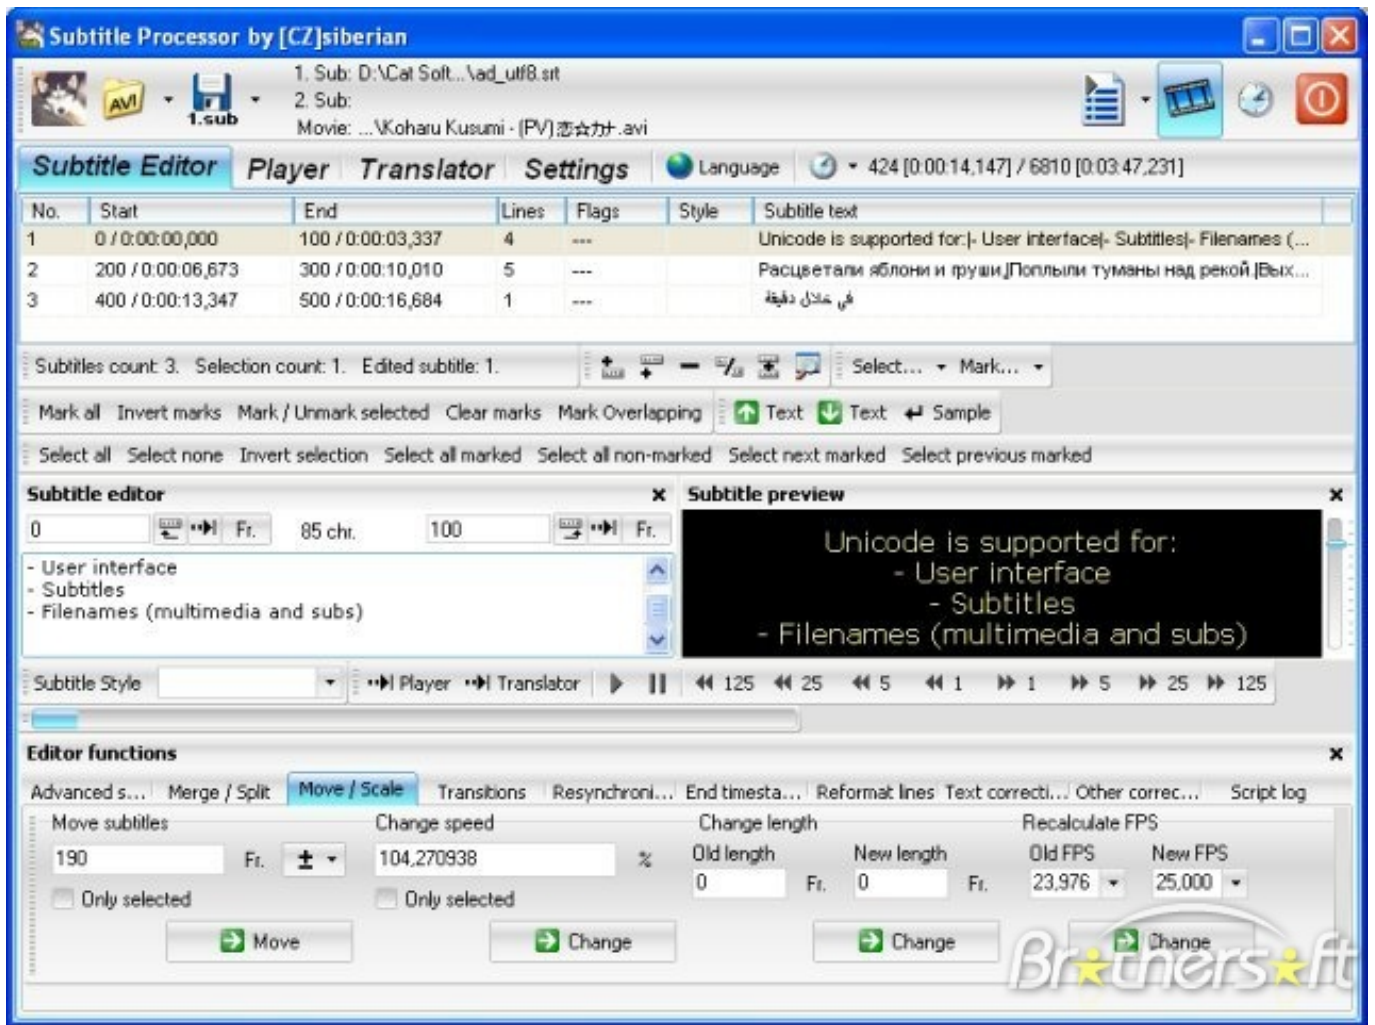 Subtitle Processor by [CZ]siberian
1. Sub: D:\Cat Soft...\ad_utf8.srt
2. Sub:
Movie: ...\Koharu Kusumi - (PV)恋☆カナ.avi
AVI
1.sub
Subtitle Editor Player Translator Settings Language 424 [0:00:14,147] / 6810 [0:03:47,231]
No. Start End Lines Flags Style Subtitle text
1 0 / 0:00:00,000 100 / 0:00:03,337 4 --- Unicode is supported for:|- User interface|- Subtitles|- Filenames (...
2 200 / 0:00:06,673 300 / 0:00:10,010 5 --- Расцветали яблони и груши,|Поплыли туманы над рекой.|Вых...
3 400 / 0:00:13,347 500 / 0:00:16,684 1 --- في خلال دقيقة
Subtitles count: 3. Selection count: 1. Edited subtitle: 1. Select... Mark...
Mark all Invert marks Mark / Unmark selected Clear marks Mark Overlapping Text Text Sample
Select all Select none Invert selection Select all marked Select all non-marked Select next marked Select previous marked
Subtitle editor
0 Fr. 85 chr. 100 Fr.
- User interface
- Subtitles
- Filenames (multimedia and subs)
Subtitle preview
Unicode is supported for:
- User interface
- Subtitles
- Filenames (multimedia and subs)
Subtitle Style Player Translator 125 25 5 1 1 5 25 125
Editor functions
Advanced s... Merge / Split Move / Scale Transitions Resynchroni... End timesta... Reformat lines Text correcti... Other correc... Script log
Move subtitles Change speed Change length Recalculate FPS
Old length New length Old FPS New FPS
190 Fr. ± 104,270938 % 0 Fr. 0 Fr. 23,976 25,000
Only selected Only selected
Move Change Change Change
Brothersoft